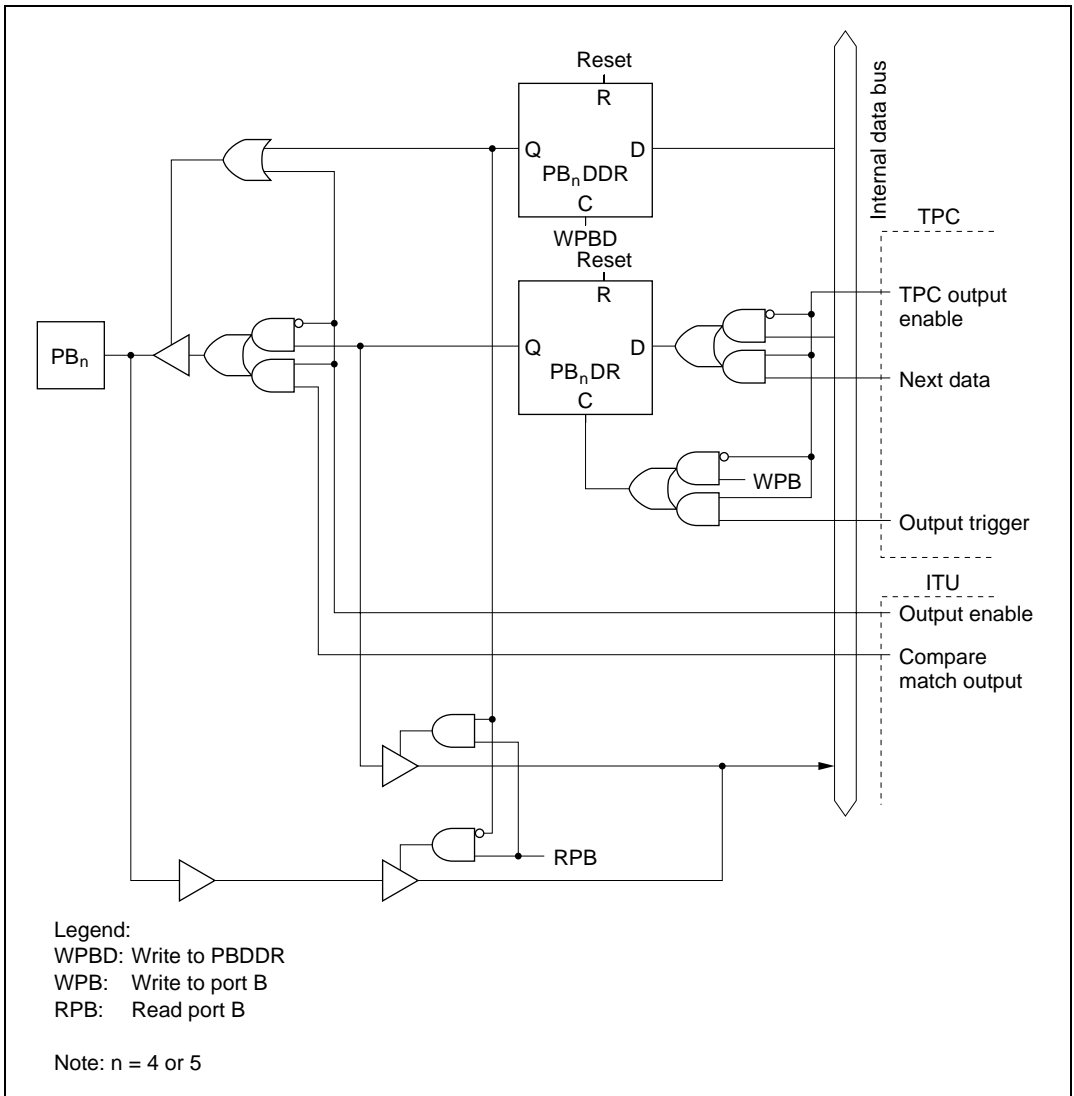 Reset
R
Q
D
PBnDDR
C
WPBD
Internal data bus
TPC
Reset
R
Q
D
PBnDR
C
TPC output
enable
PBn
Next data
WPB
Output trigger
ITU
Output enable
Compare
match output
RPB
Legend:
WPBD: Write to PBDDR
WPB: Write to port B
RPB: Read port B
Note: n = 4 or 5